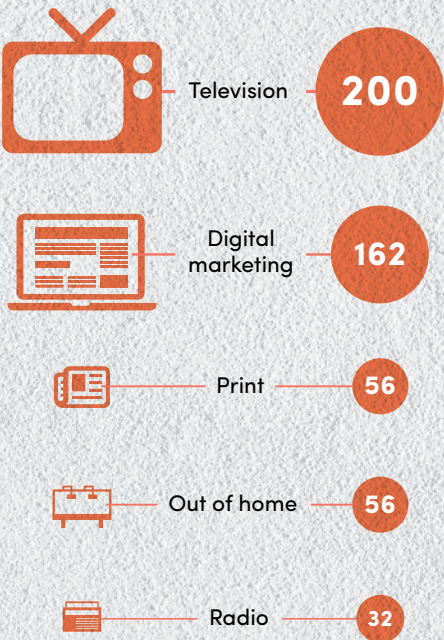 Television
200
Digital
marketing
162
Print
56
Out of home
56
Radio
32